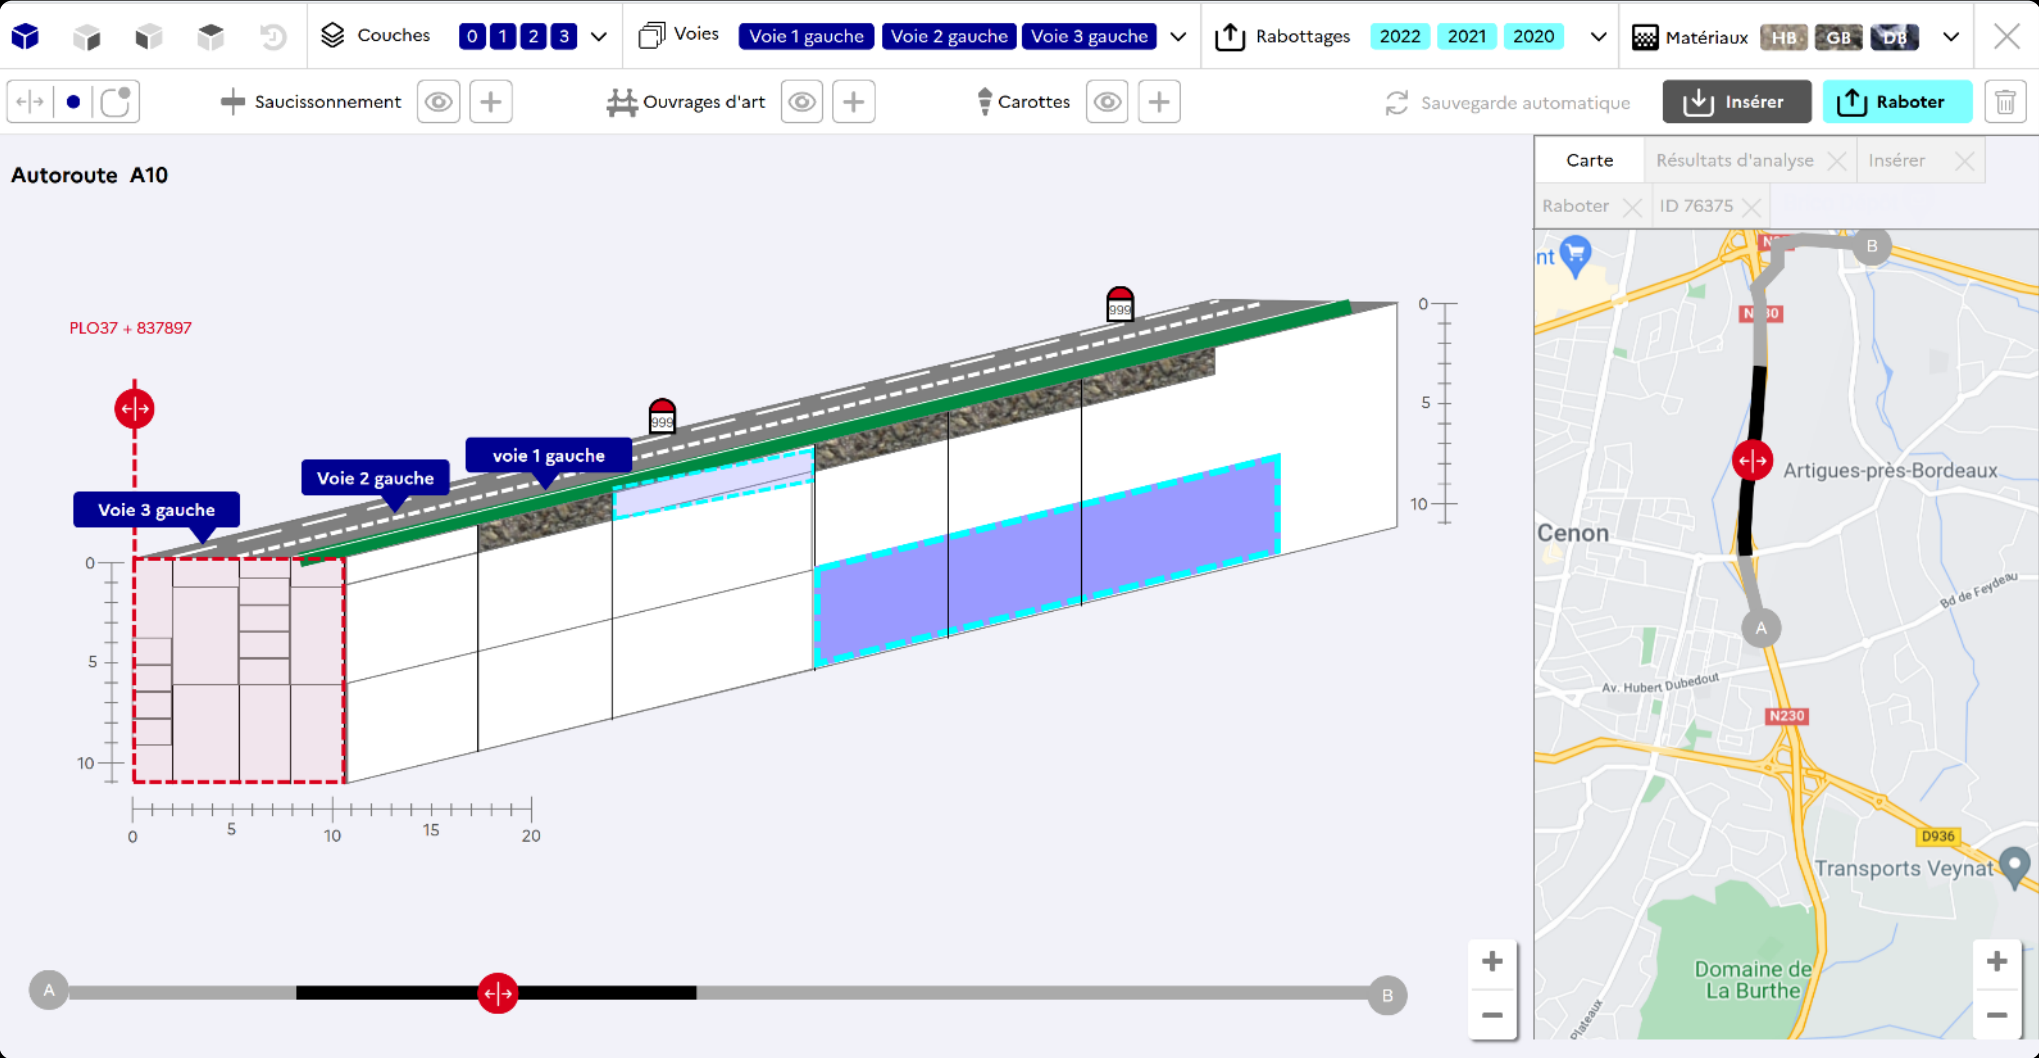 Couches 0 1 2 3 Voies Voie 1 gauche Voie 2 gauche Voie 3 gauche Rabottages 2022 2021 2020 Matériaux HB GB DB
Saucissonnement Ouvrages d'art Carottes Sauvegarde automatique Insérer Raboter
Autoroute A10
Carte Résultats d'analyse Insérer
Raboter ID 76375
PLO37 + 837897
999
999
voie 1 gauche
Voie 2 gauche
Voie 3 gauche
0
5
10
0
5
10
0 5 10 15 20
A B
nt
B
N230
Artigues-près-Bordeaux
Cenon
Bd de Feydeau
A
Av. Hubert Dubedout
N230
D936
Transports Veynat
Domaine de
La Burthe
Plateaux